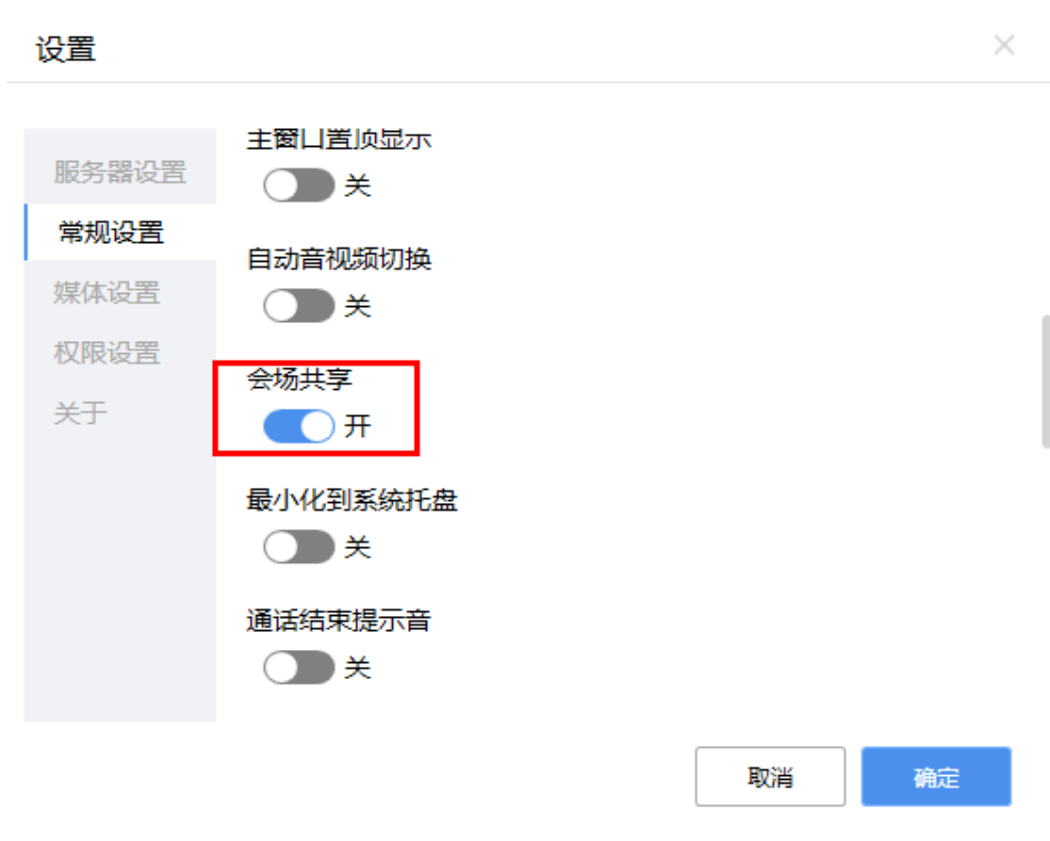 设置
服务器设置
常规设置
媒体设置
权限设置
关于
主窗口置顶显示
关
自动音视频切换
关
会场共享
开
最小化到系统托盘
关
通话结束提示音
关
取消
确定